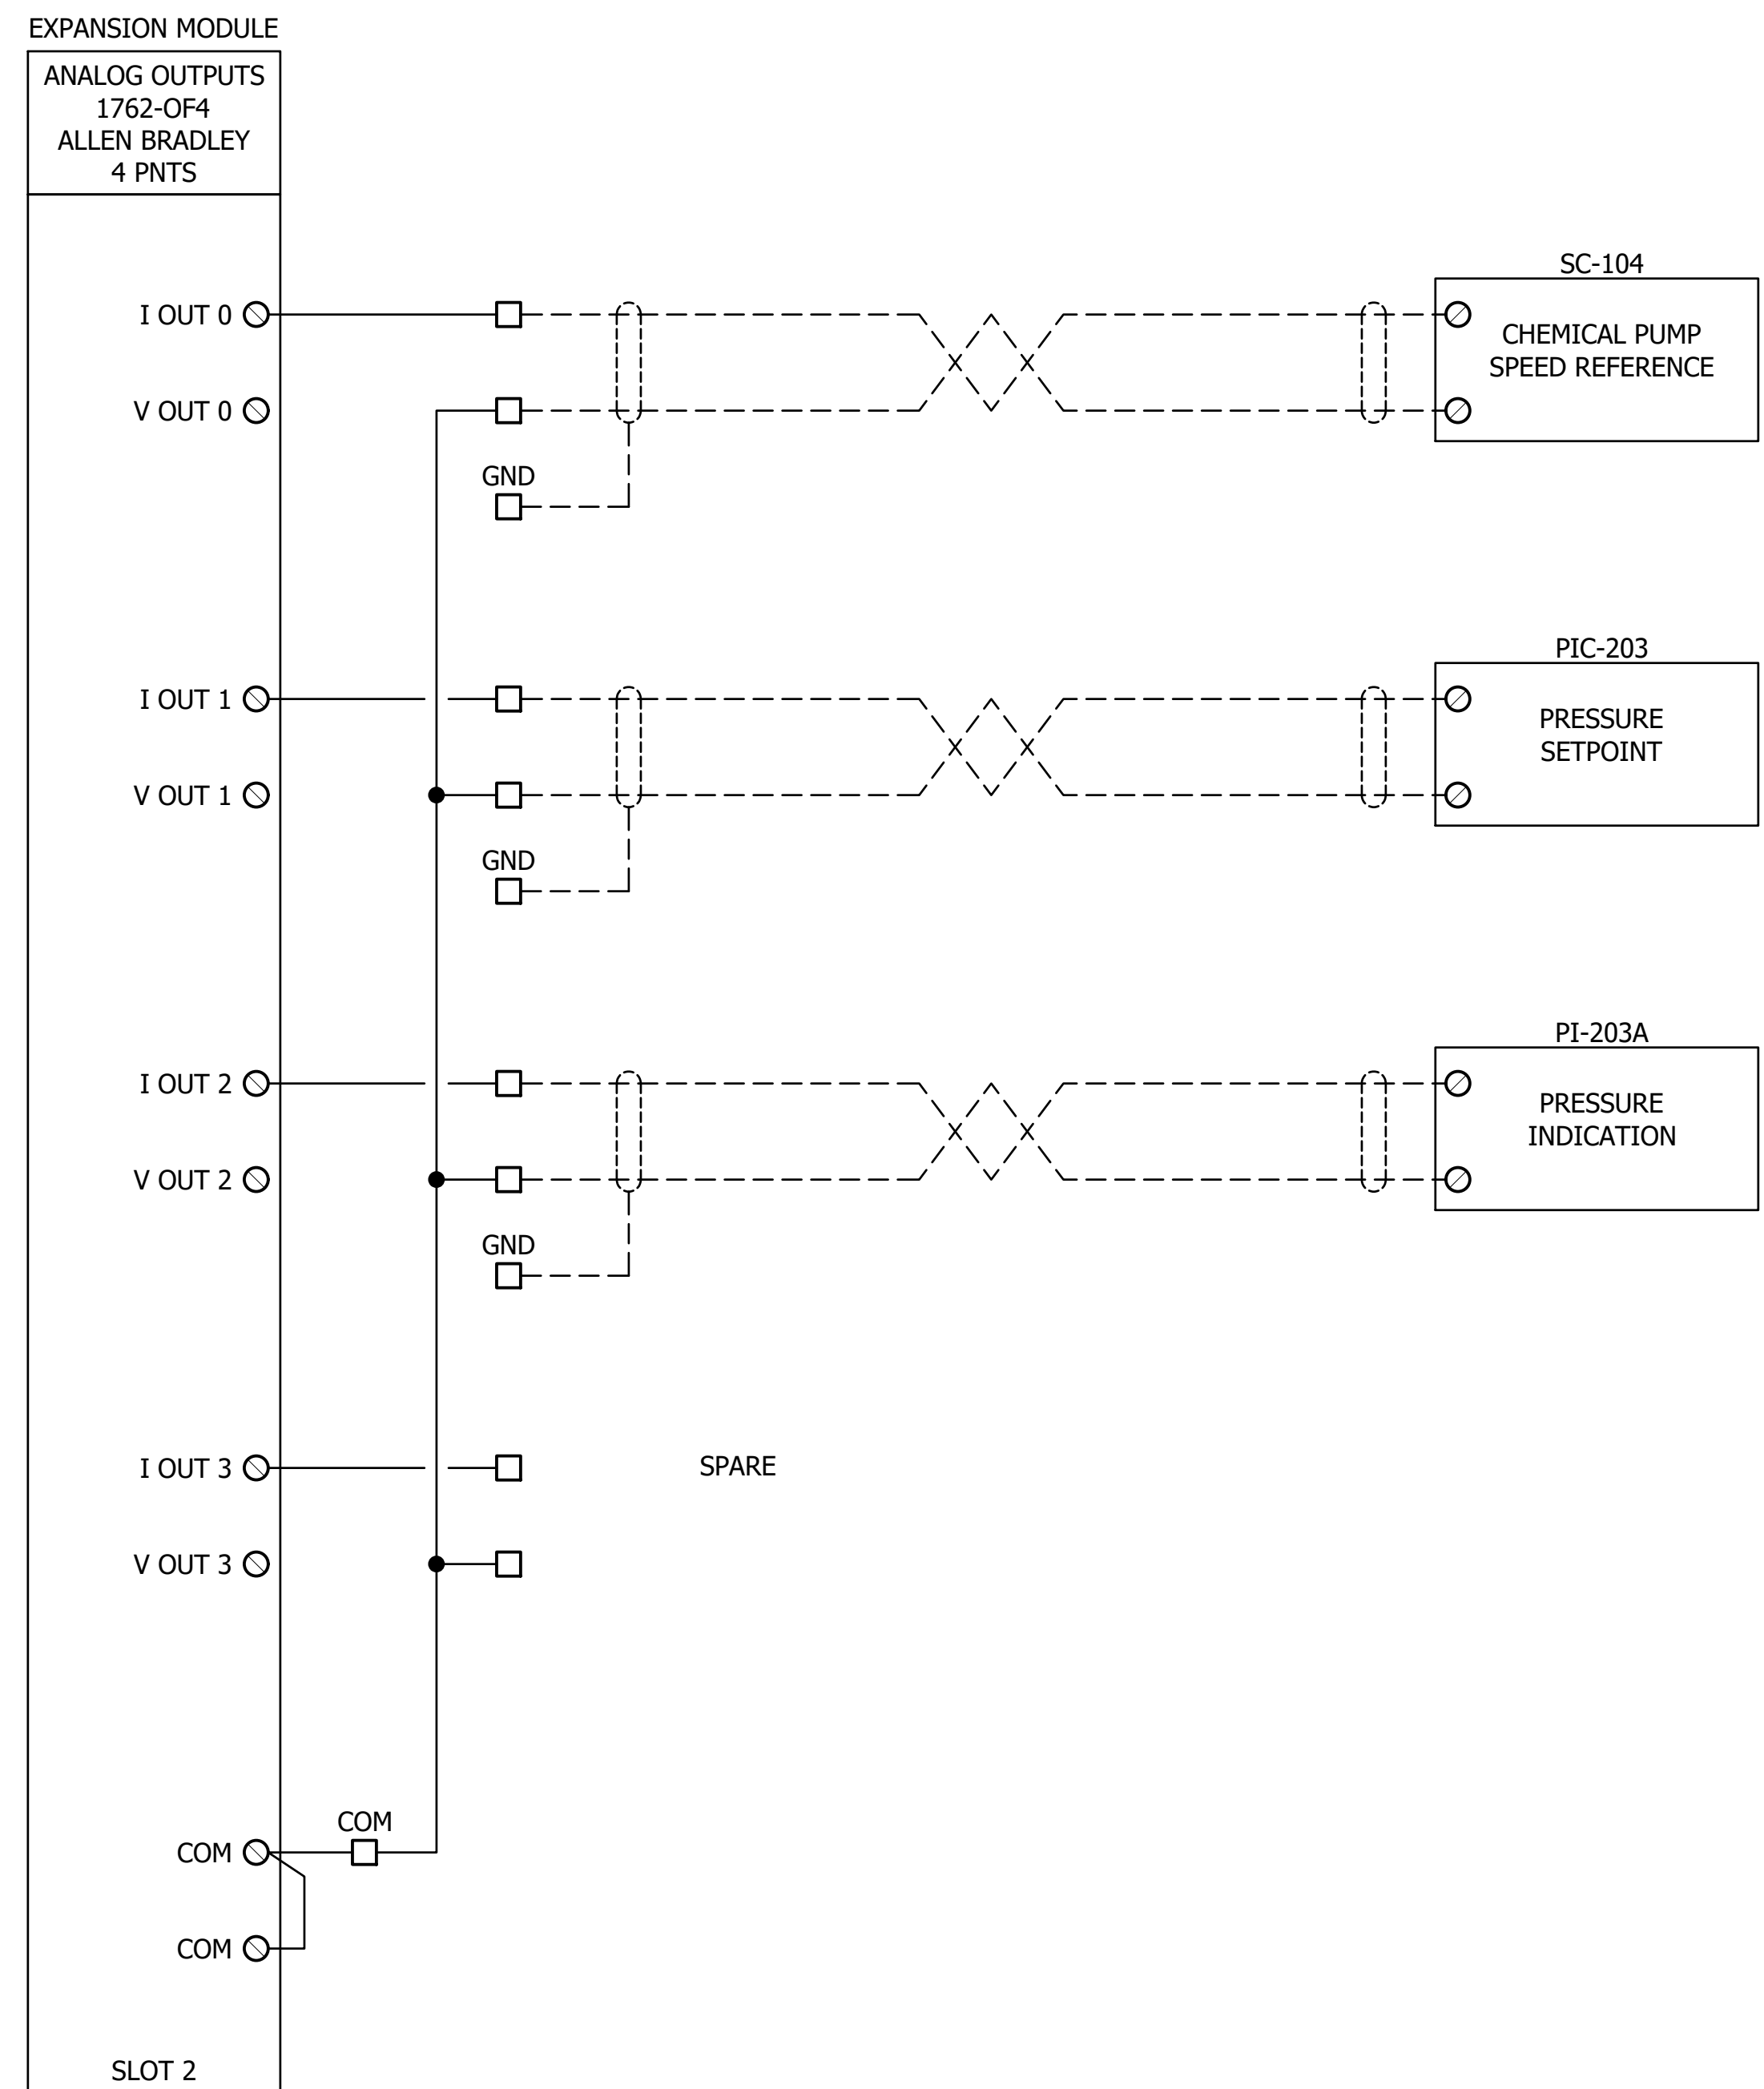 EXPANSION MODULE
ANALOG OUTPUTS
1762-OF4
ALLEN BRADLEY
4 PNTS
SC-104
I OUT 0
CHEMICAL PUMP
SPEED REFERENCE
V OUT 0
GND
PIC-203
I OUT 1
PRESSURE
SETPOINT
V OUT 1
GND
PI-203A
I OUT 2
PRESSURE
INDICATION
V OUT 2
GND
I OUT 3
SPARE
V OUT 3
COM
COM
COM
SLOT 2